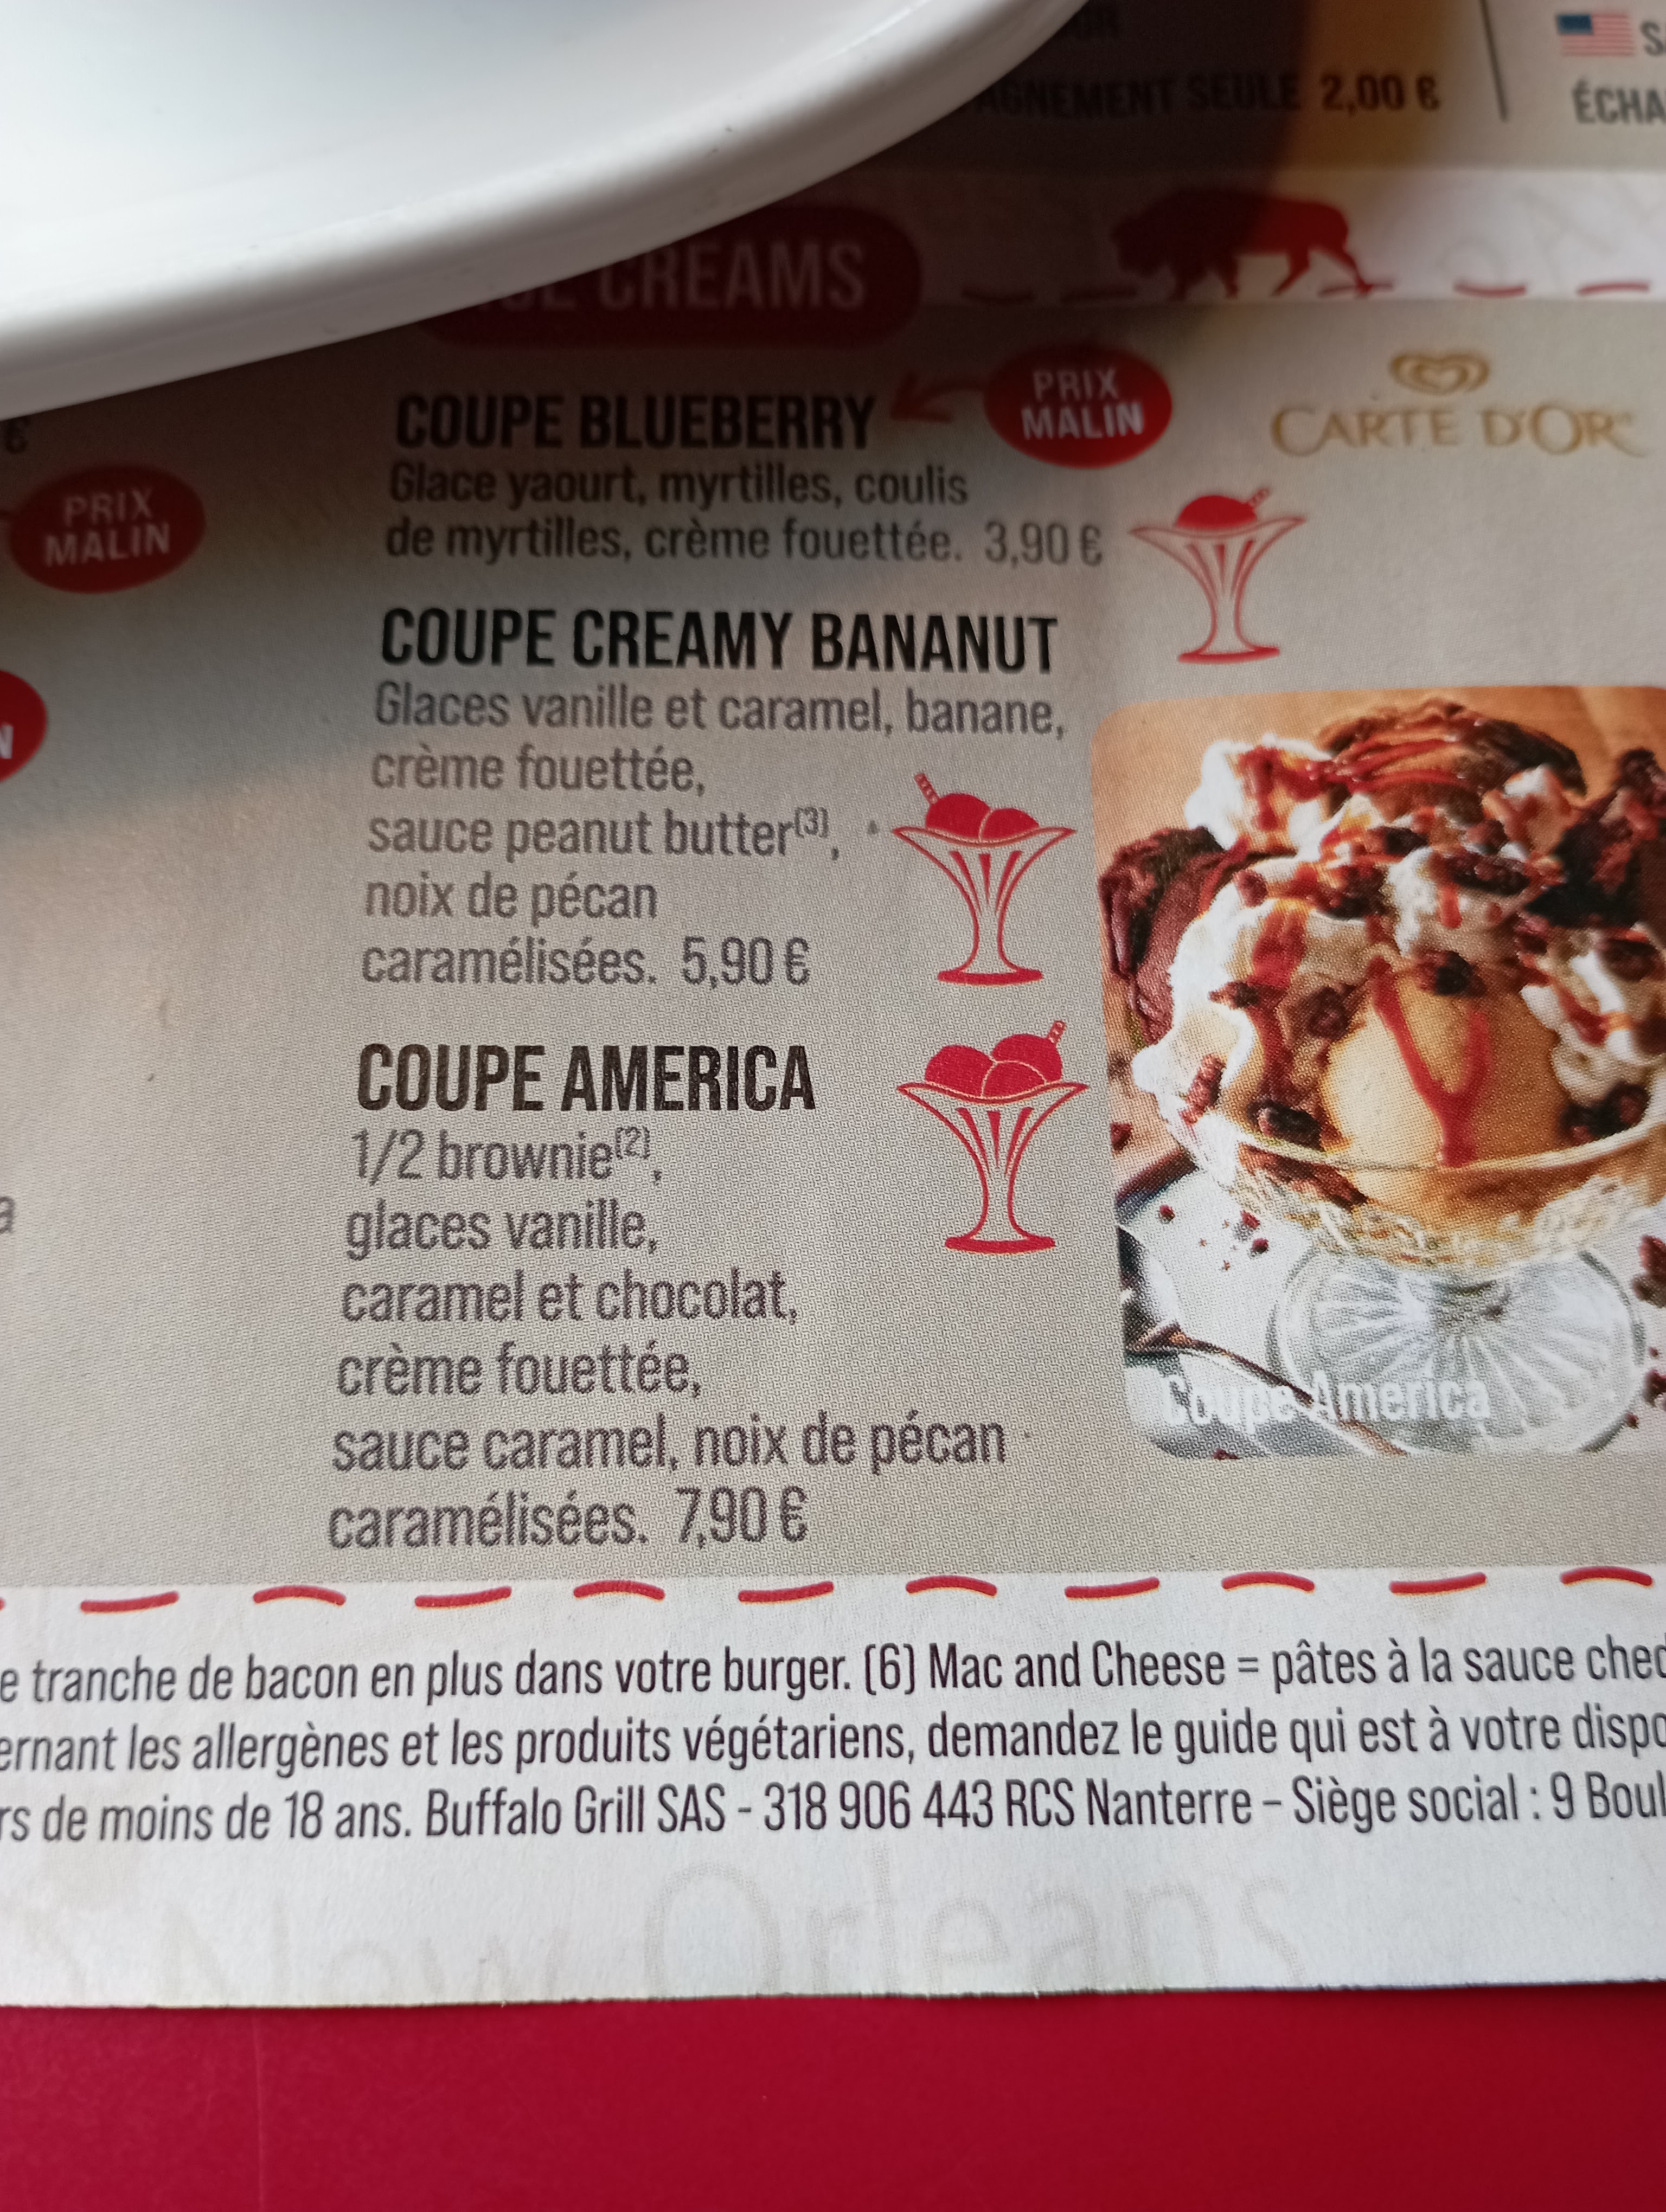 SEULE 2,00 €
ÉCHA
CREAMS
COUPE BLUEBERRY
PRIX
MALIN
CARTE D'OR
Glace yaourt, myrtilles, coulis
de myrtilles, crème fouettée. 3,90 €
PRIX
MALIN
COUPE CREAMY BANANUT
Glaces vanille et caramel, banane,
crème fouettée,
sauce peanut butter(3),
noix de pécan
caramélisées. 5,90 €
COUPE AMERICA
1/2 brownie(2),
glaces vanille,
caramel et chocolat,
crème fouettée,
sauce caramel, noix de pécan
caramélisées. 7,90 €
Coupe America
e tranche de bacon en plus dans votre burger. (6) Mac and Cheese = pâtes à la sauce ched
ernant les allergènes et les produits végétariens, demandez le guide qui est à votre dispo
rs de moins de 18 ans. Buffalo Grill SAS - 318 906 443 RCS Nanterre – Siège social : 9 Boul
New Orleans